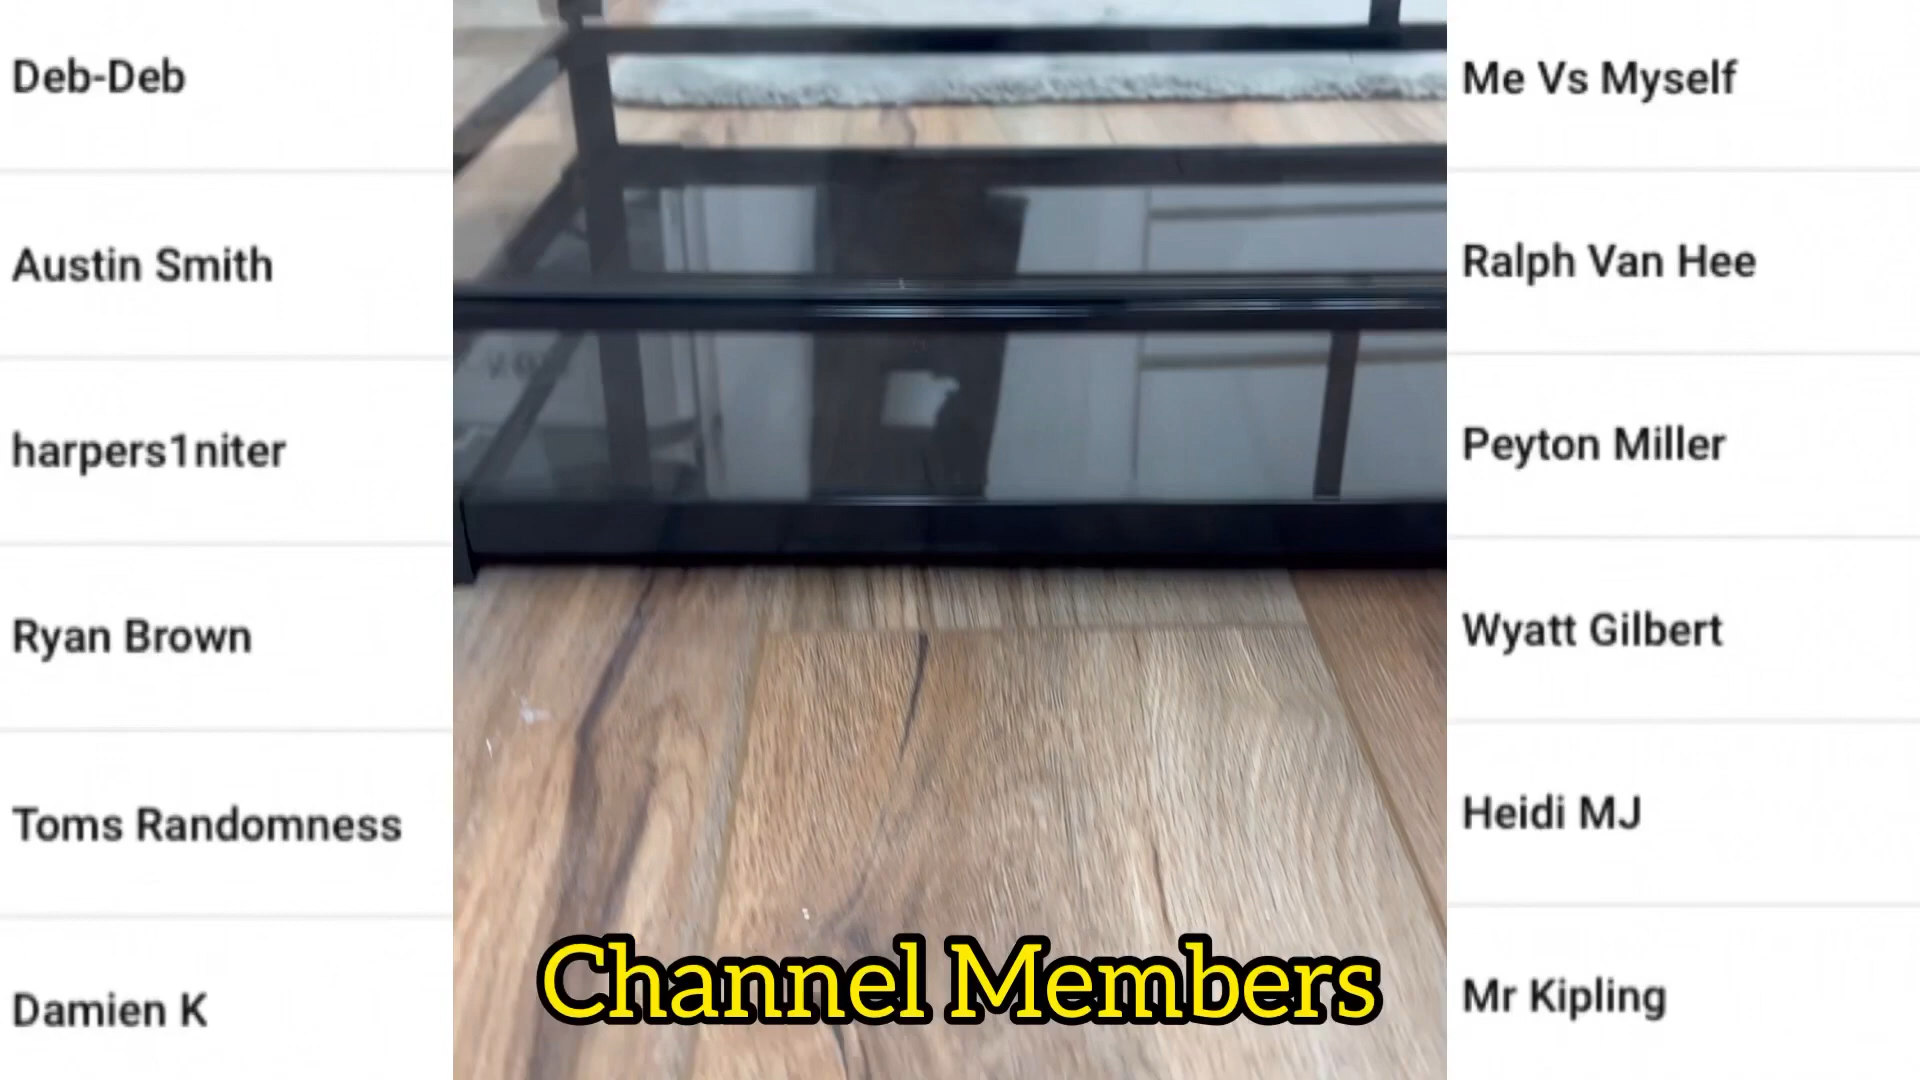 Deb-Deb
Austin Smith
harpers1niter
Ryan Brown
Toms Randomness
Damien K
Me Vs Myself
Ralph Van Hee
Peyton Miller
Wyatt Gilbert
Heidi MJ
Mr Kipling
Channel Members